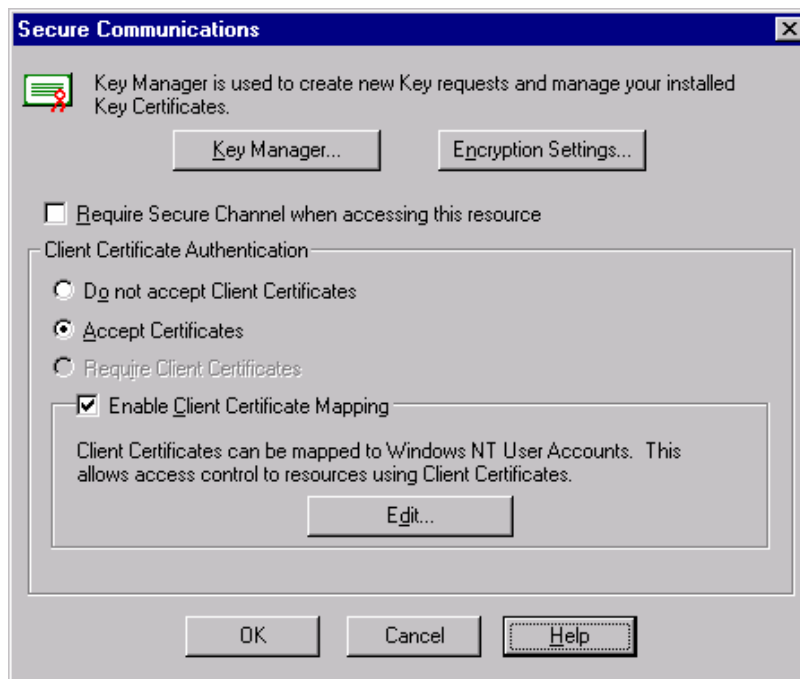 Secure Communications
Key Manager is used to create new Key requests and manage your installed
Key Certificates.
Key Manager... Encryption Settings...
Require Secure Channel when accessing this resource
Client Certificate Authentication
Do not accept Client Certificates
Accept Certificates
Require Client Certificates
Enable Client Certificate Mapping
Client Certificates can be mapped to Windows NT User Accounts.  This
allows access control to resources using Client Certificates.
Edit...
OK Cancel Help